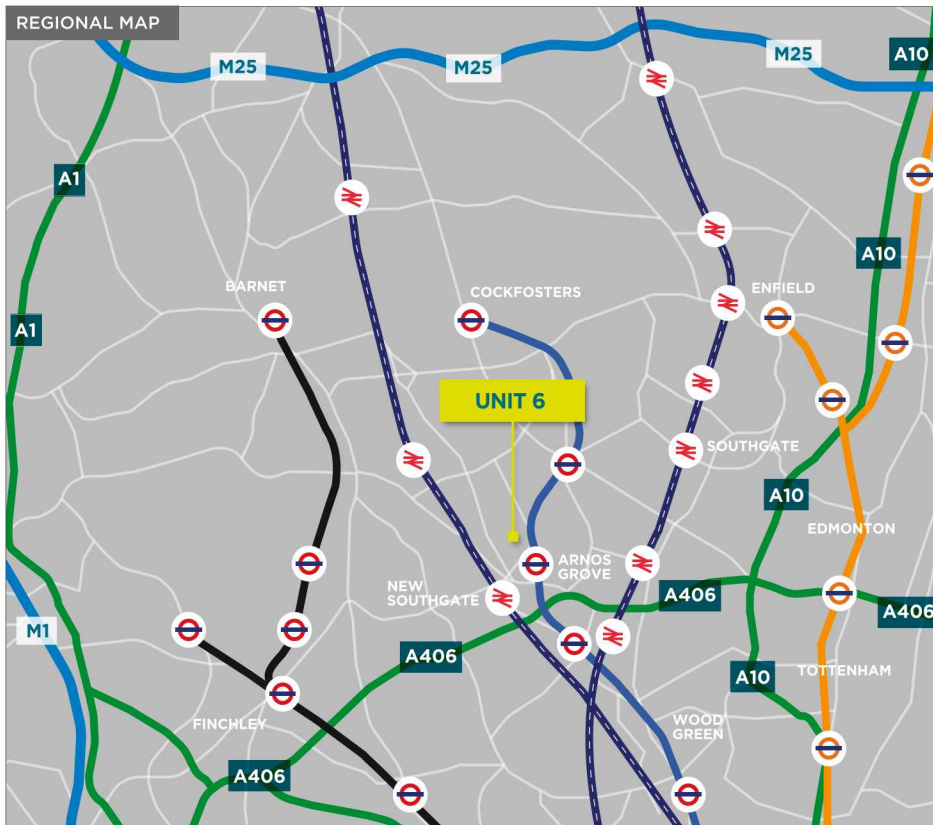 REGIONAL MAP
M25
M25
M25
A10
A1
A10
BARNET
COCKFOSTERS
ENFIELD
A1
UNIT 6
SOUTHGATE
A10
EDMONTON
ARNOS
GROVE
NEW
SOUTHGATE
A406
A406
M1
A406
A10
TOTTENHAM
FINCHLEY
WOOD
GREEN
A406